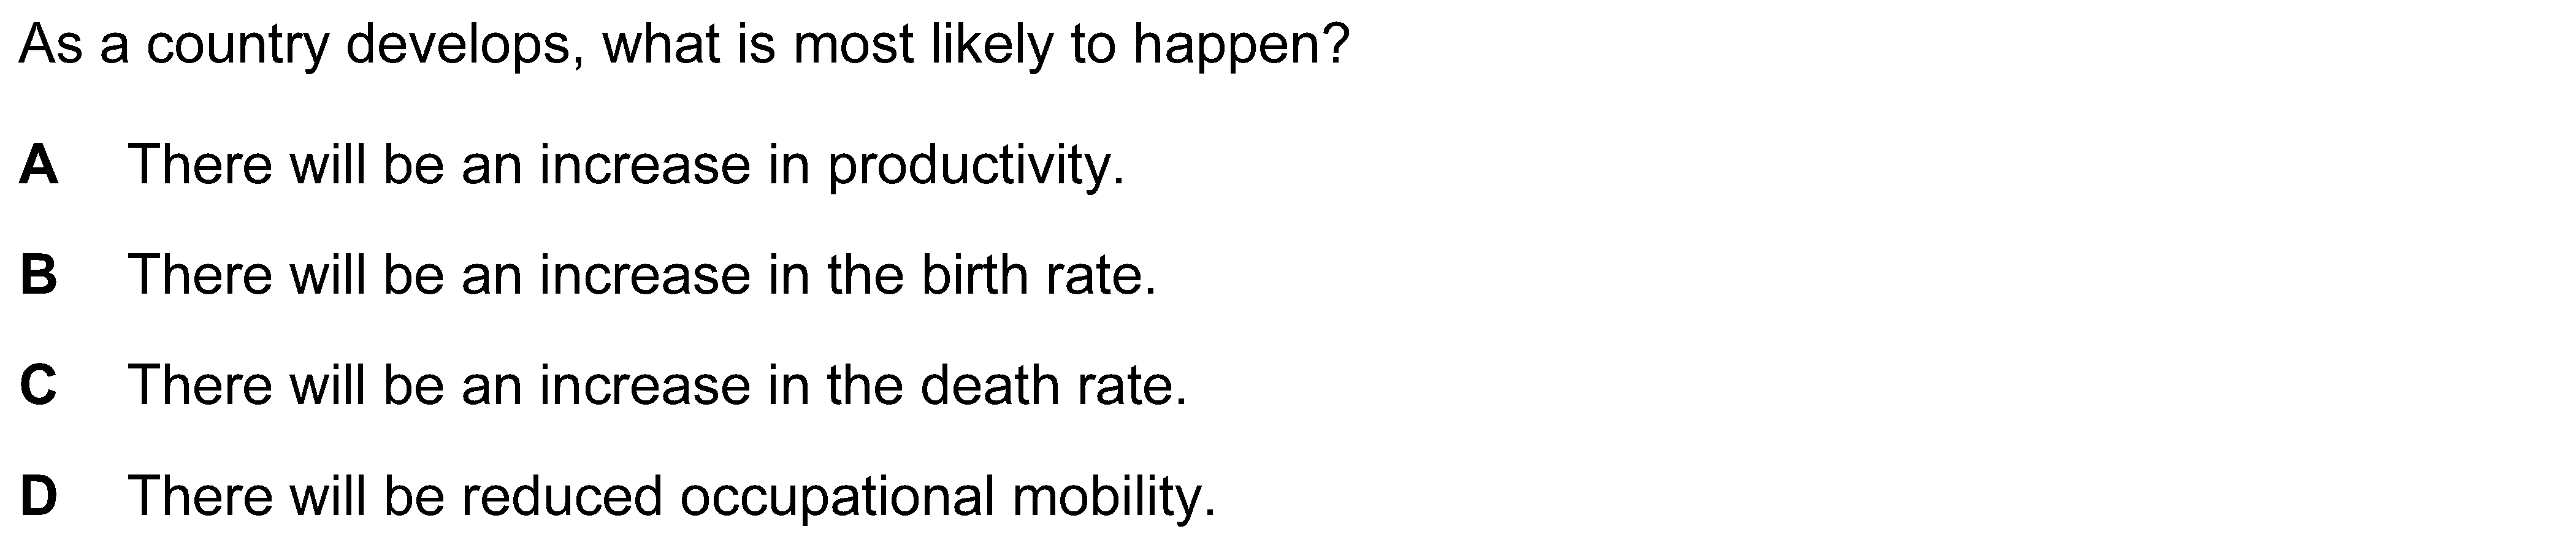 As a country develops, what is most likely to happen?
A There will be an increase in productivity.
B There will be an increase in the birth rate.
C There will be an increase in the death rate.
D There will be reduced occupational mobility.